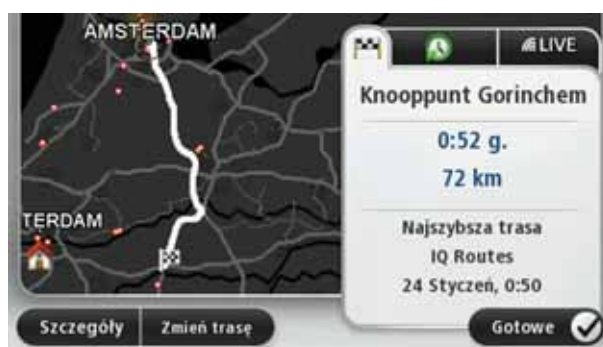 AMSTERDAM
LIVE
Knooppunt Gorinchem
0:52 g.
72 km
TERDAM
Najszybsza trasa
IQ Routes
24 Styczeń, 0:50
Szczegóły
Zmień trasę
Gotowe